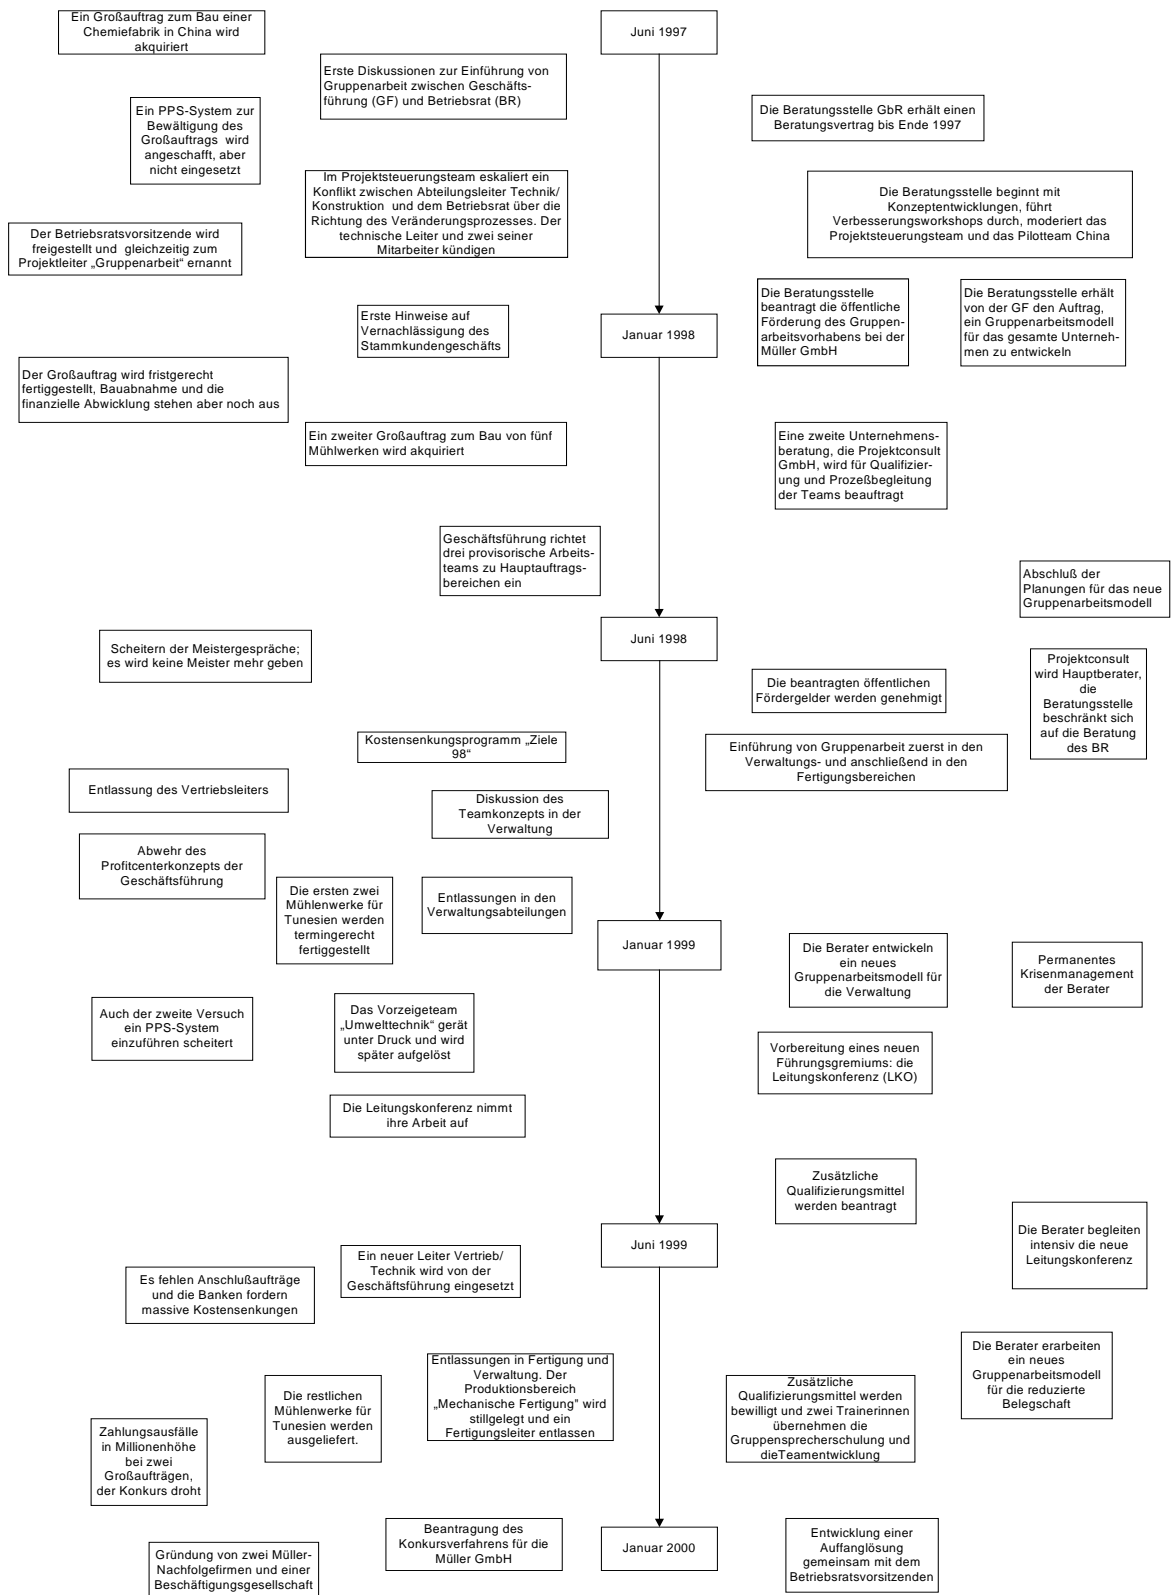 Ein Großauftrag zum Bau einer
Chemiefabrik in China wird
akquiriert
Juni 1997
Erste Diskussionen zur Einführung von
Gruppenarbeit zwischen Geschäfts-
führung (GF) und Betriebsrat (BR)
Ein PPS-System zur
Bewältigung des
Großauftrags wird
angeschafft, aber
nicht eingesetzt
Die Beratungsstelle GbR erhält einen
Beratungsvertrag bis Ende 1997
Im Projektsteuerungsteam eskaliert ein
Konflikt zwischen Abteilungsleiter Technik/
Konstruktion und dem Betriebsrat über die
Richtung des Veränderungsprozesses. Der
technische Leiter und zwei seiner
Mitarbeiter kündigen
Die Beratungsstelle beginnt mit
Konzeptentwicklungen, führt
Verbesserungsworkshops durch, moderiert das
Projektsteuerungsteam und das Pilotteam China
Der Betriebsratsvorsitzende wird
freigestellt und gleichzeitig zum
Projektleiter „Gruppenarbeit“ ernannt
Die Beratungsstelle
beantragt die öffentliche
Förderung des Gruppen-
arbeitsvorhabens bei der
Müller GmbH
Die Beratungsstelle erhält
von der GF den Auftrag,
ein Gruppenarbeitsmodell
für das gesamte Unterneh-
men zu entwickeln
Erste Hinweise auf
Vernachlässigung des
Stammkundengeschäfts
Januar 1998
Der Großauftrag wird fristgerecht
fertiggestellt, Bauabnahme und die
finanzielle Abwicklung stehen aber noch aus
Ein zweiter Großauftrag zum Bau von fünf
Mühlwerken wird akquiriert
Eine zweite Unternehmens-
beratung, die Projektconsult
GmbH, wird für Qualifizier-
ung und Prozeßbegleitung
der Teams beauftragt
Geschäftsführung richtet
drei provisorische Arbeits-
teams zu Hauptauftrags-
bereichen ein
Abschluß der
Planungen für das neue
Gruppenarbeitsmodell
Juni 1998
Scheitern der Meistergespräche;
es wird keine Meister mehr geben
Die beantragten öffentlichen
Fördergelder werden genehmigt
Projektconsult
wird Hauptberater,
die
Beratungsstelle
beschränkt sich
auf die Beratung
des BR
Kostensenkungsprogramm „Ziele
98“
Einführung von Gruppenarbeit zuerst in den
Verwaltungs- und anschließend in den
Fertigungsbereichen
Entlassung des Vertriebsleiters
Diskussion des
Teamkonzepts in der
Verwaltung
Abwehr des
Profitcenterkonzepts der
Geschäftsführung
Die ersten zwei
Mühlenwerke für
Tunesien werden
termingerecht
fertiggestellt
Entlassungen in den
Verwaltungsabteilungen
Januar 1999
Die Berater entwickeln
ein neues
Gruppenarbeitsmodell für
die Verwaltung
Permanentes
Krisenmanagement
der Berater
Auch der zweite Versuch
ein PPS-System
einzuführen scheitert
Das Vorzeigeteam
„Umwelttechnik“ gerät
unter Druck und wird
später aufgelöst
Vorbereitung eines neuen
Führungsgremiums: die
Leitungskonferenz (LKO)
Die Leitungskonferenz nimmt
ihre Arbeit auf
Zusätzliche
Qualifizierungsmittel
werden beantragt
Juni 1999
Die Berater begleiten
intensiv die neue
Leitungskonferenz
Ein neuer Leiter Vertrieb/
Technik wird von der
Geschäftsführung eingesetzt
Es fehlen Anschlußaufträge
und die Banken fordern
massive Kostensenkungen
Die Berater erarbeiten
ein neues
Gruppenarbeitsmodell
für die reduzierte
Belegschaft
Entlassungen in Fertigung und
Verwaltung. Der
Produktionsbereich
„Mechanische Fertigung“ wird
stillgelegt und ein
Fertigungsleiter entlassen
Die restlichen
Mühlenwerke für
Tunesien werden
ausgeliefert.
Zusätzliche
Qualifizierungsmittel werden
bewilligt und zwei Trainerinnen
übernehmen die
Gruppensprecherschulung und
dieTeamentwicklung
Zahlungsausfälle
in Millionenhöhe
bei zwei
Großaufträgen,
der Konkurs droht
Beantragung des
Konkursverfahrens für die
Müller GmbH
Januar 2000
Entwicklung einer
Auffanglösung
gemeinsam mit dem
Betriebsratsvorsitzenden
Gründung von zwei Müller-
Nachfolgefirmen und einer
Beschäftigungsgesellschaft